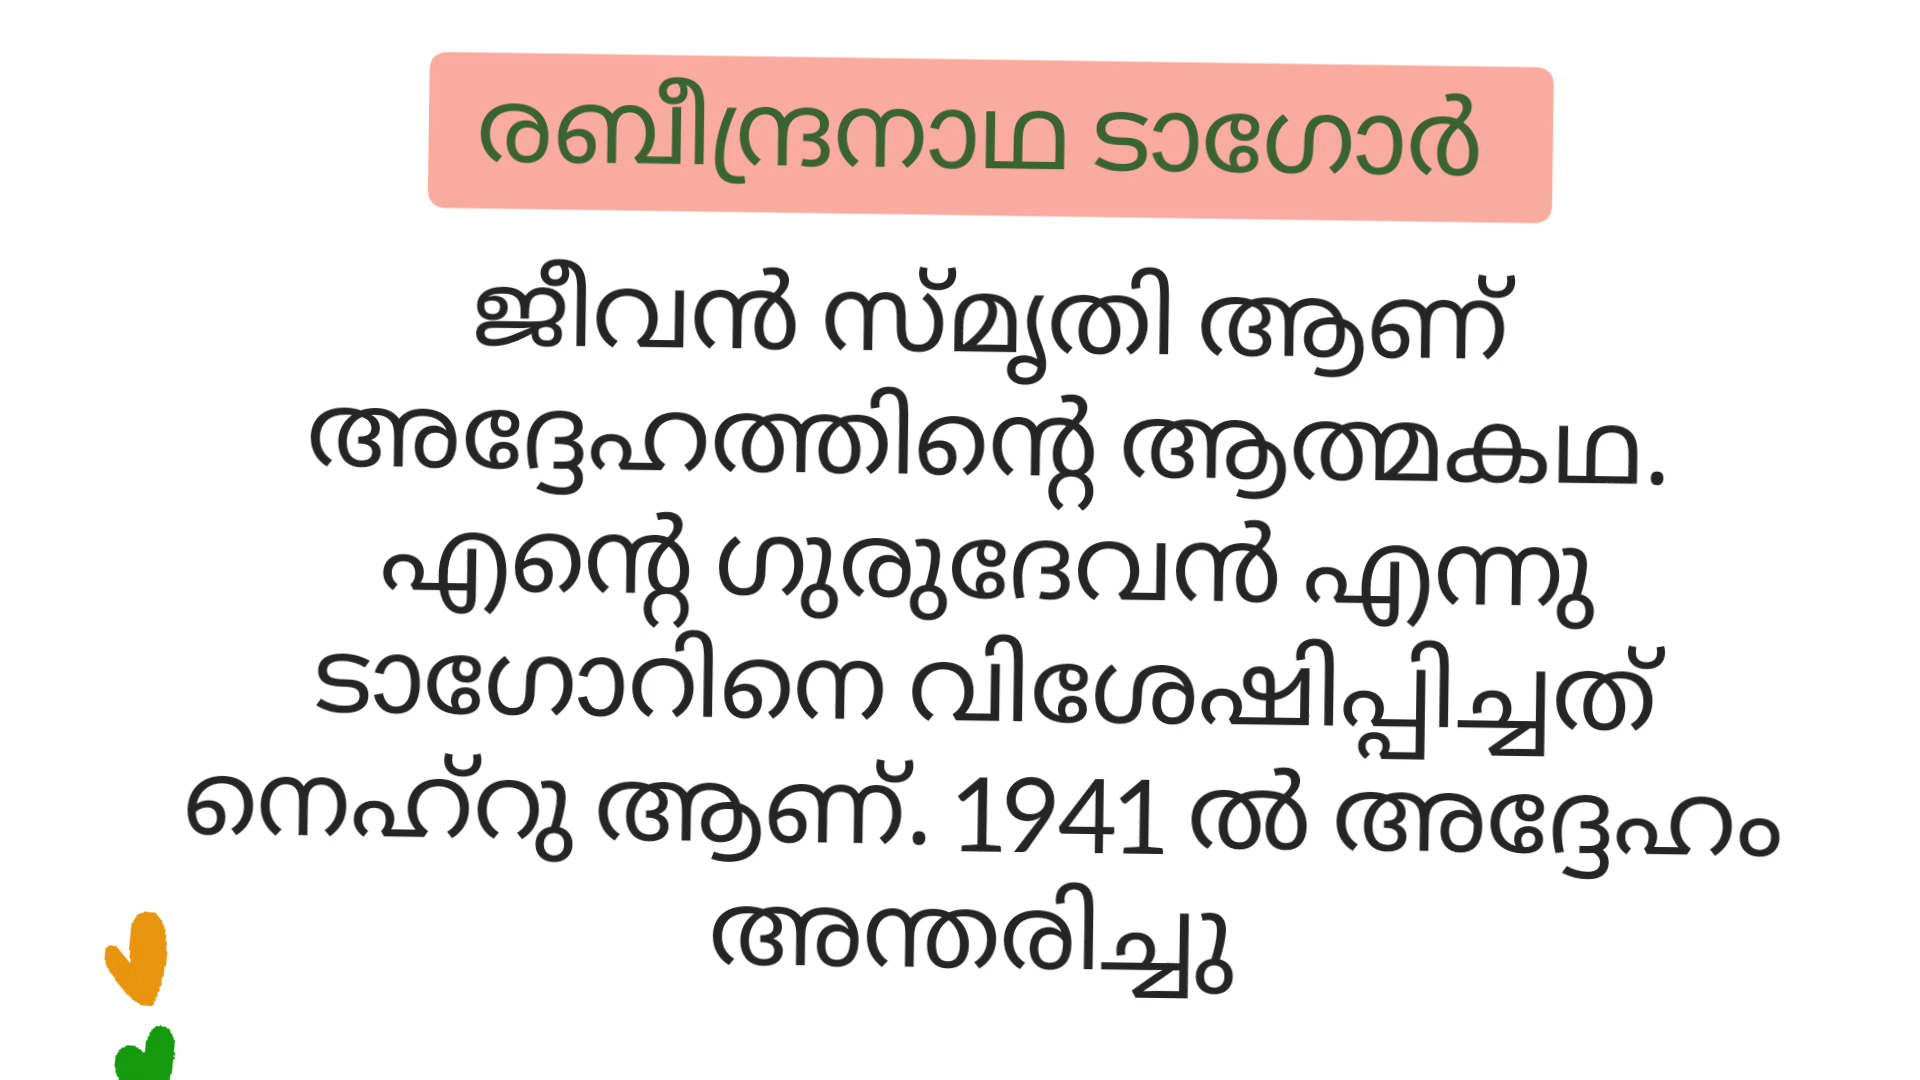 രബീന്ദ്രനാഥ ടാഗോർ
ജീവൻ സ്മൃതി ആണ്
അദ്ദേഹത്തിന്റെ ആത്മകഥ.
എന്റെ ഗുരുദേവൻ എന്നു
ടാഗോറിനെ വിശേഷിപ്പിച്ചത്
നെഹ്റു ആണ്. 1941 ൽ അദ്ദേഹം
അന്തരിച്ചു